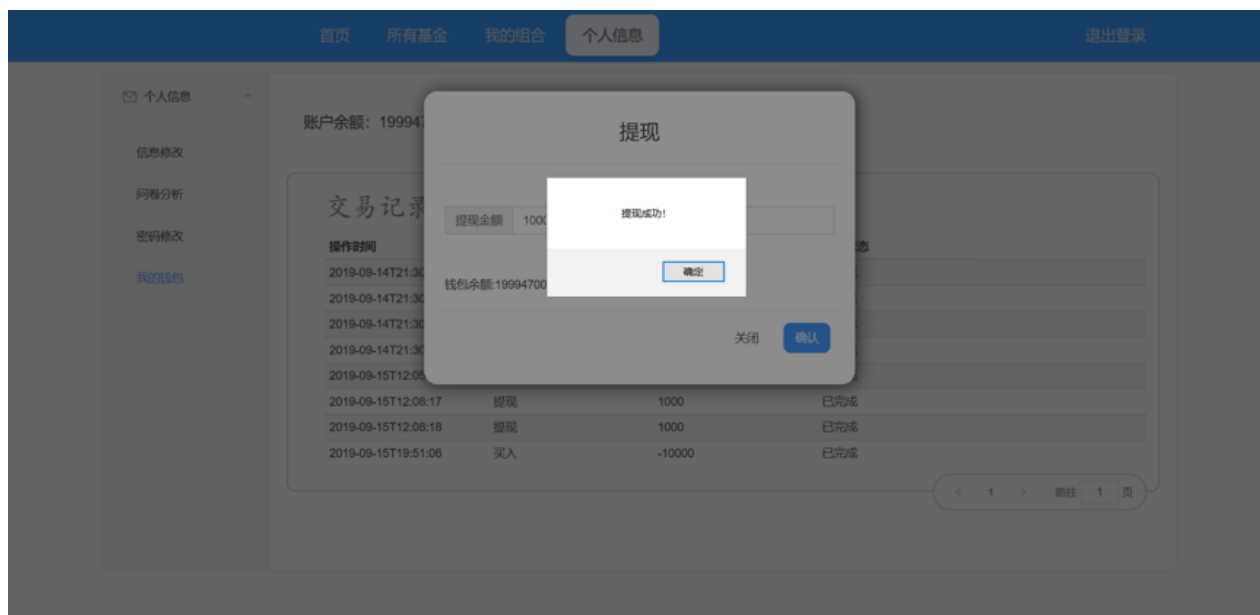 首页 所有基金 我的组合 个人信息 退出登录
个人信息
信息修改
问卷分析
密码修改
我的钱包
账户余额：19994
交易记录
操作时间 态
2019-09-14T21:30
2019-09-14T21:30
2019-09-14T21:30
2019-09-14T21:30
2019-09-15T12:05
2019-09-15T12:08:17 提现 1000 已完成
2019-09-15T12:08:18 提现 1000 已完成
2019-09-15T19:51:06 买入 -10000 已完成
< 1 > 前往 1 页
提现
提现金额 1000
钱包余额:19994700
关闭 确认
提现成功!
确定